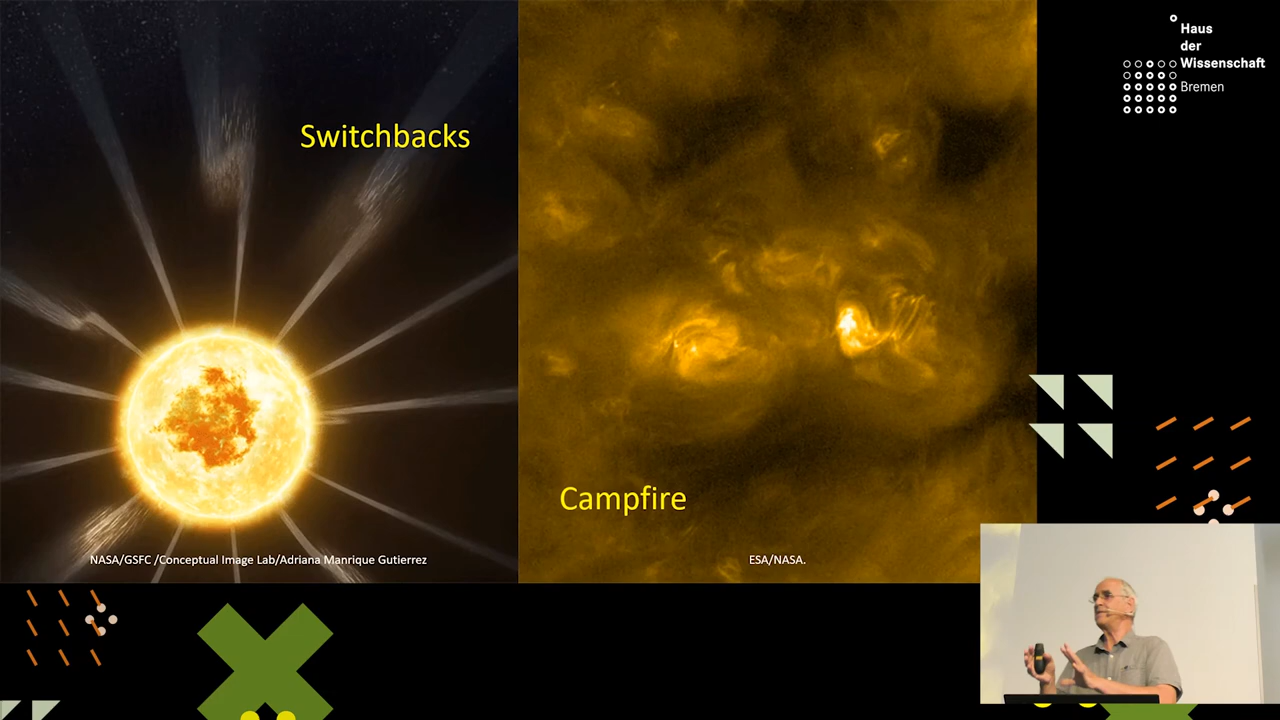 Switchbacks
Campfire
NASA/GSFC /Conceptual Image Lab/Adriana Manrique Gutierrez
ESA/NASA.
Haus
der
Wissenschaft
Bremen